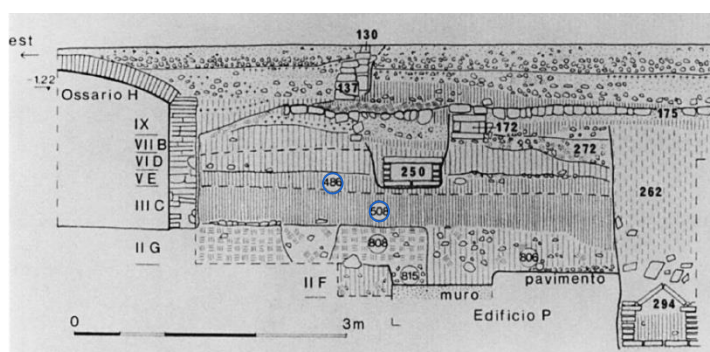 130
est
-1.22
Ossario H
137
175
IX
172
VII B
272
VI D
250
V E
486
262
III C
508
808
806
II G
815
pavimento
II F
muro
294
Edificio P
0
3m
L